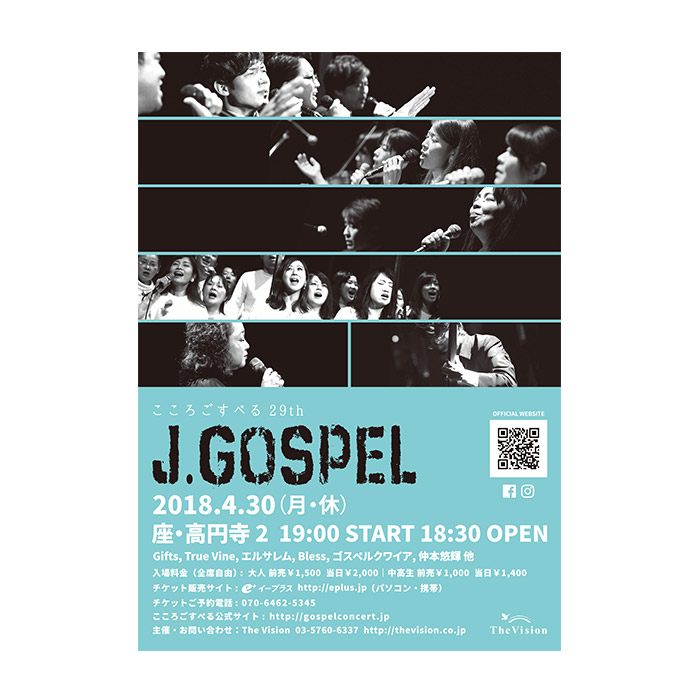 こころごすぺる 29th
OFFICIAL WEBSITE
J.GOSPEL
2018.4.30(月・休)
座・高円寺 2 19:00 START 18:30 OPEN
Gifts, True Vine, エルサレム, Bless, ゴスペルクワイア, 仲本悠輝 他
入場料金(全席自由): 大人 前売¥1,500 当日¥2,000|中高生 前売¥1,000 当日¥1,400
チケット販売サイト: e+ イープラス http://eplus.jp (パソコン・携帯)
チケットご予約電話: 070-6462-5345
こころごすぺる公式サイト: http://gospelconcert.jp
主催・お問い合わせ: The Vision 03-5760-6337 http://thevision.co.jp
TheVision